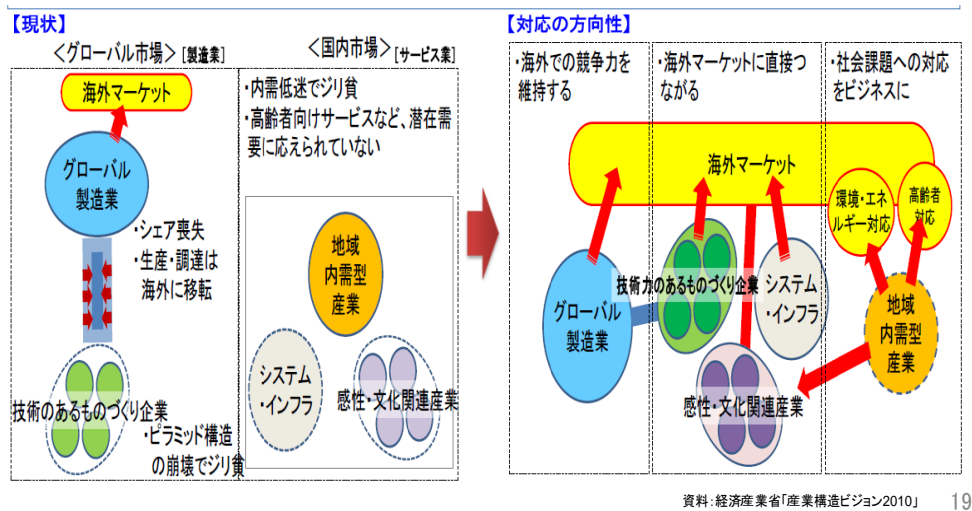 【現状】
＜グローバル市場＞[製造業]
＜国内市場＞[サービス業]
海外マーケット
グローバル
製造業
・シェア喪失
・生産・調達は
海外に移転
技術のあるものづくり企業
・ピラミッド構造
の崩壊でジリ貧
・内需低迷でジリ貧
・高齢者向けサービスなど、潜在需
要に応えられていない
地域
内需型
産業
システム
・インフラ
感性・文化関連産業
【対応の方向性】
・海外での競争力を
維持する
・海外マーケットに直接つ
ながる
・社会課題への対応
をビジネスに
海外マーケット
環境・エネ
ルギー対応
高齢者
対応
技術力のあるものづくり企業
グローバル
製造業
システム
・インフラ
地域
内需型
産業
感性・文化関連産業
資料：経済産業省「産業構造ビジョン2010」
19